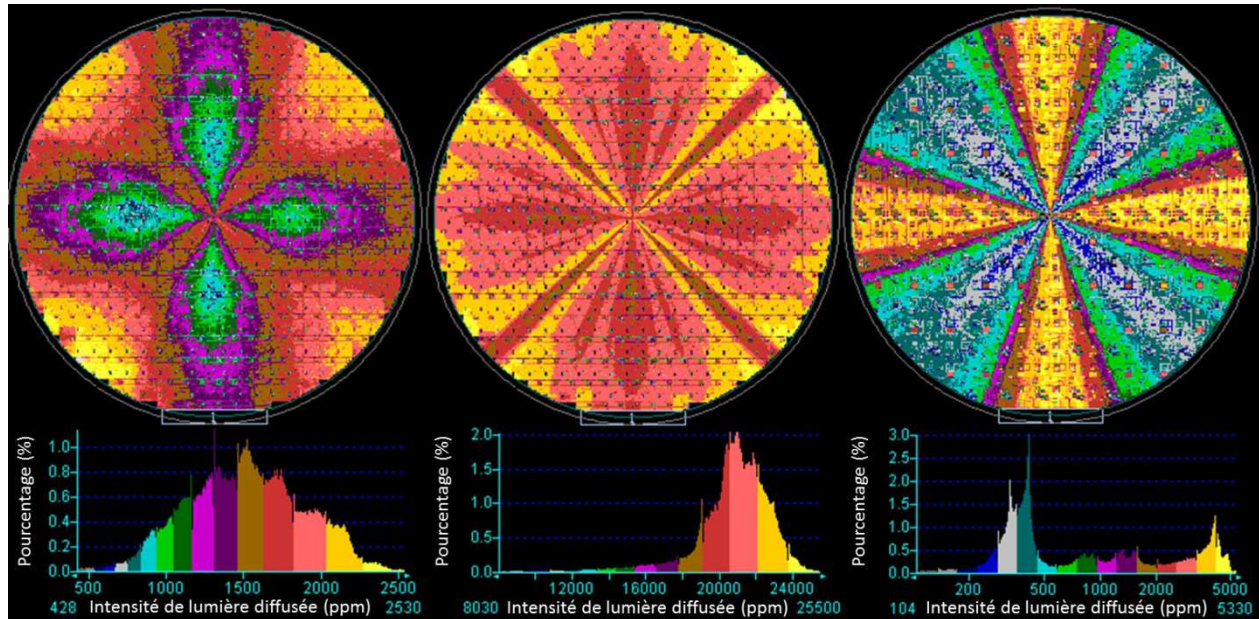 Pourcentage (%)
1.0
0.8
0.6
0.4
0.2
0.0
500 1000 1500 2000 2500
428 Intensité de lumière diffusée (ppm) 2530
Pourcentage (%)
2.0
1.5
1.0
0.5
0.0
12000 16000 20000 24000
8030 Intensité de lumière diffusée (ppm) 25500
Pourcentage (%)
3.0
2.5
2.0
1.5
1.0
0.5
0.0
200 500 1000 2000 5000
104 Intensité de lumière diffusée (ppm) 5330